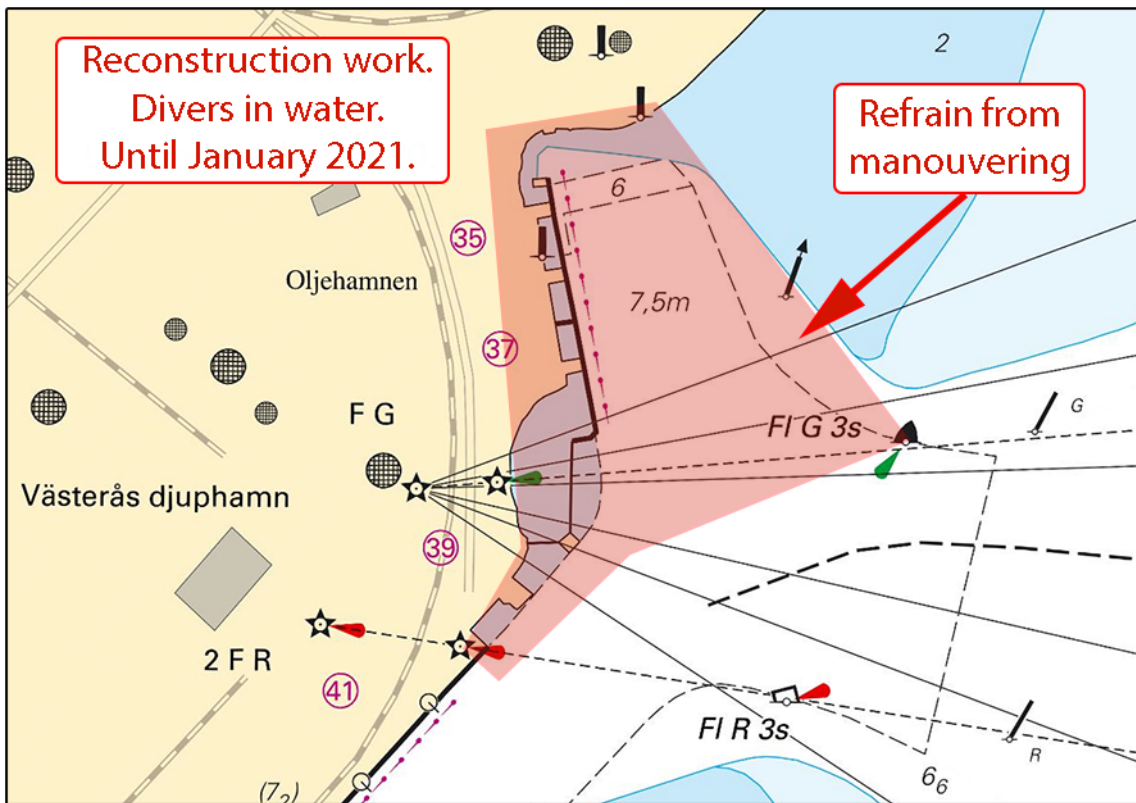 Reconstruction work.
Divers in water.
Until January 2021.
2
Refrain from
manouvering
6
35
Oljehamnen
7,5m
37
F G
Fl G 3s
G
Västerås djuphamn
39
2 F R
41
Fl R 3s
R
6₆
(7₂)